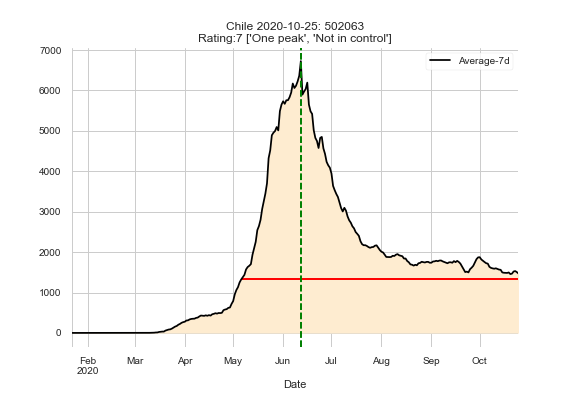 Chile 2020-10-25: 502063
Rating:7 ['One peak', 'Not in control']
Average-7d
7000
6000
5000
4000
3000
2000
1000
0
Feb Mar Apr May Jun Jul Aug Sep Oct
2020
Date